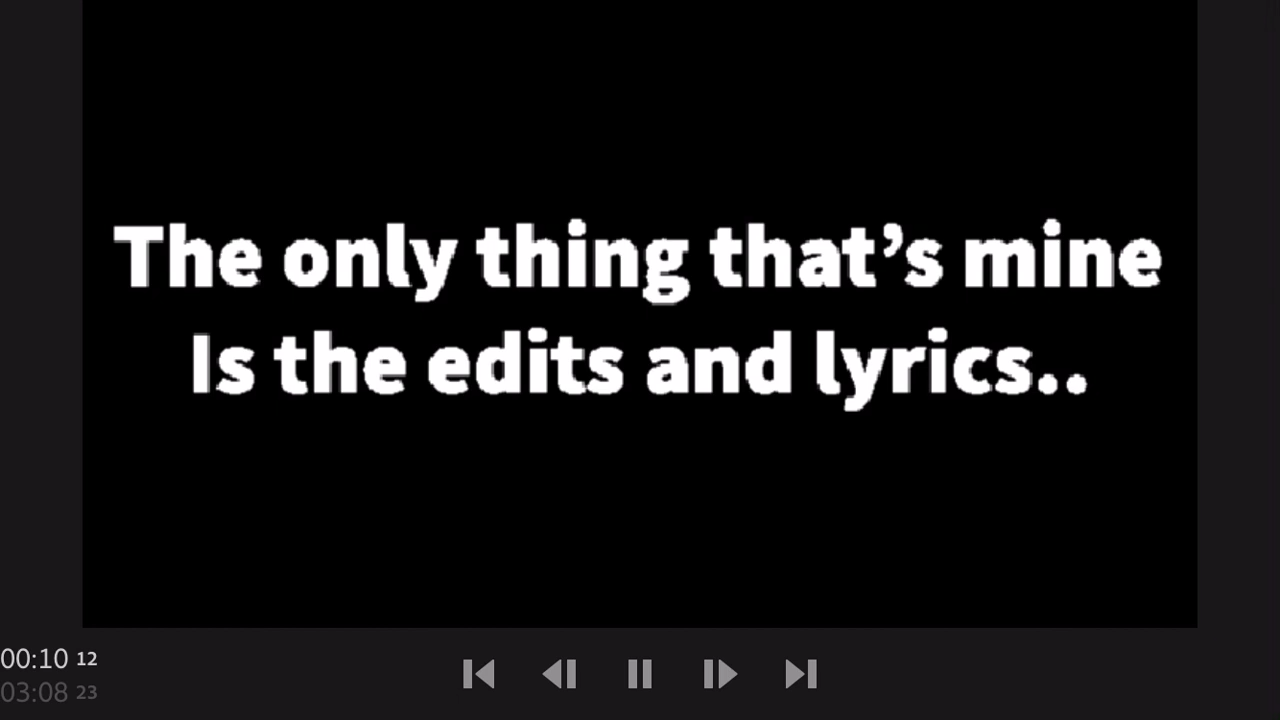 The only thing that’s mine
Is the edits and lyrics..
00:10 12
03:08 23